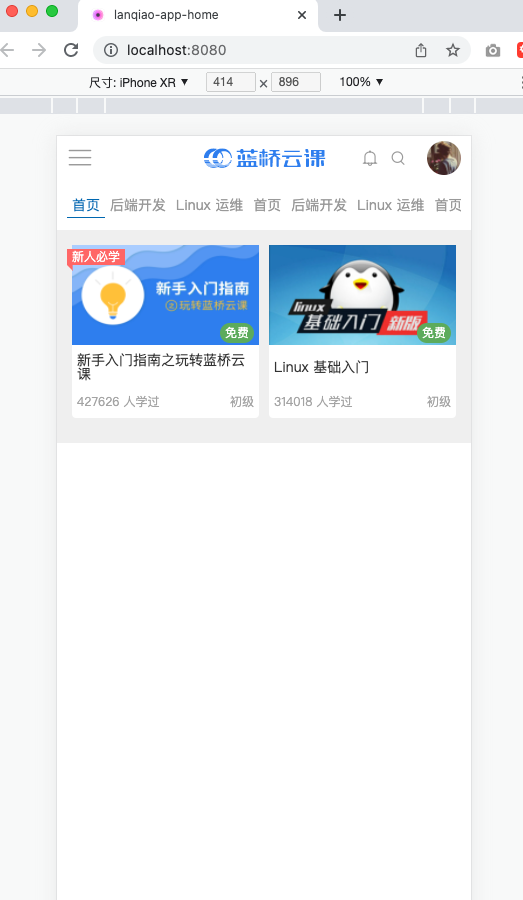 lanqiao-app-home
localhost:8080
尺寸: iPhone XR ▼ 414 × 896 100% ▼
蓝桥云课
首页 后端开发 Linux 运维 首页 后端开发 Linux 运维 首页
新人必学
新手入门指南
②玩转蓝桥云课
免费
新手入门指南之玩转蓝桥云
课
427626 人学过 初级
linux
基础入门 新版
免费
Linux 基础入门
314018 人学过 初级